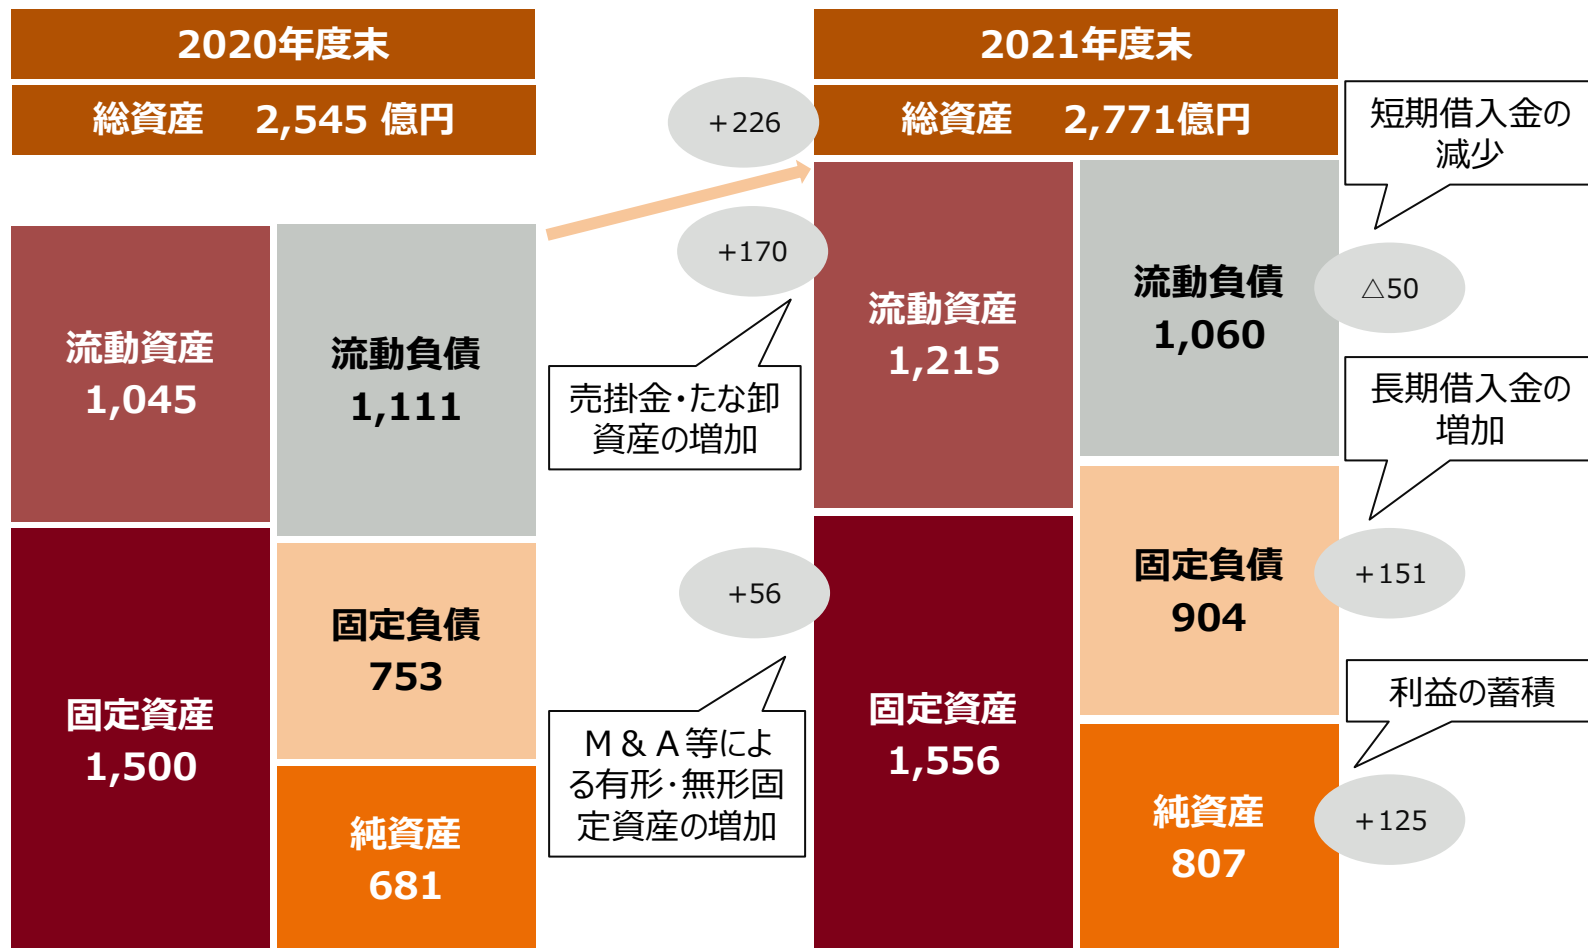 2020年度末
総資産 2,545 億円
流動資産
1,045
流動負債
1,111
固定資産
1,500
固定負債
753
純資産
681
+226
+170
売掛金・たな卸
資産の増加
+56
M & A 等によ
る有形・無形固
定資産の増加
2021年度末
総資産 2,771億円
流動資産
1,215
流動負債
1,060
固定資産
1,556
固定負債
904
純資産
807
短期借入金の
減少
△50
長期借入金の
増加
+151
利益の蓄積
+125